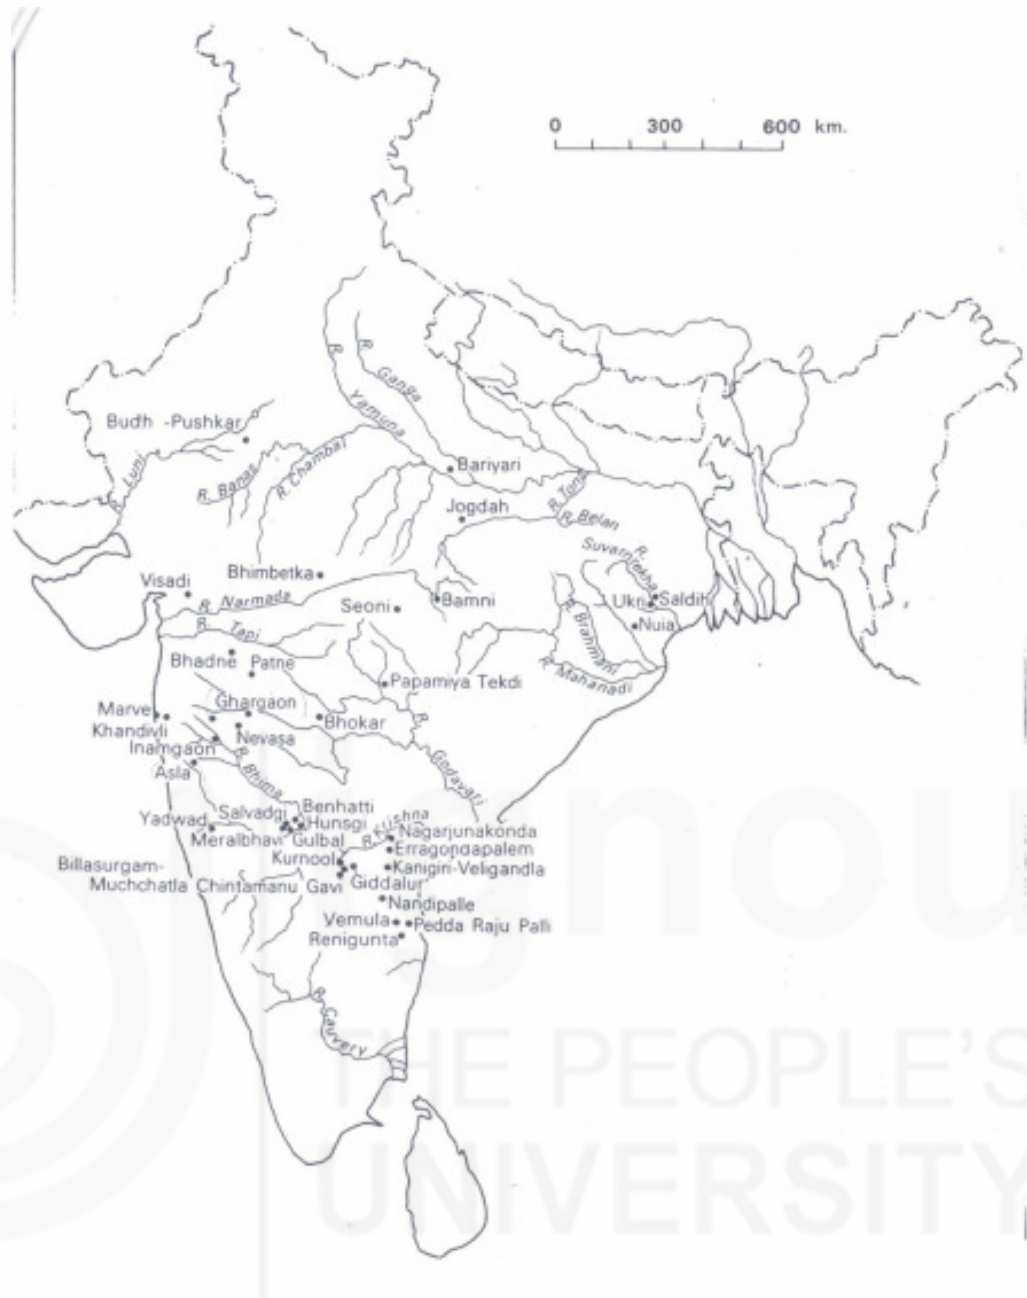 0 300 600 km.
R. Ganga
R. Yamuna
Budh -Pushkar
R. Luni
R. Banas
R. Chambal
Bariyari
R. Tons
Jogdah
R. Belan
R. Suvarnrekha
Visadi
Bhimbetka
R. Narmada
Seoni
Bamni
Ukri
Saldih
Nuia
R. Brahmani
R. Mahanadi
R. Tapi
Bhadne
Patne
Papamiya Tekdi
Marve
Ghargaon
Khandivli
Bhokar
Nevasa
Inamgaon
Asla
R. Bhima
R. Godavari
Yadwad
Salvadgi
Benhatti
Hunsgi
Meralbhavi
Gulbal
R. Krishna
Nagarjunakonda
Kurnool
Erragondapalem
Billasurgam-
Muchchatla Chintamanu Gavi
Kanigiri-Veligandla
Giddalur
Nandipalle
Vemula
Pedda Raju Palli
Renigunta
R. Cauvery
ignou
THE PEOPLE'S
UNIVERSITY